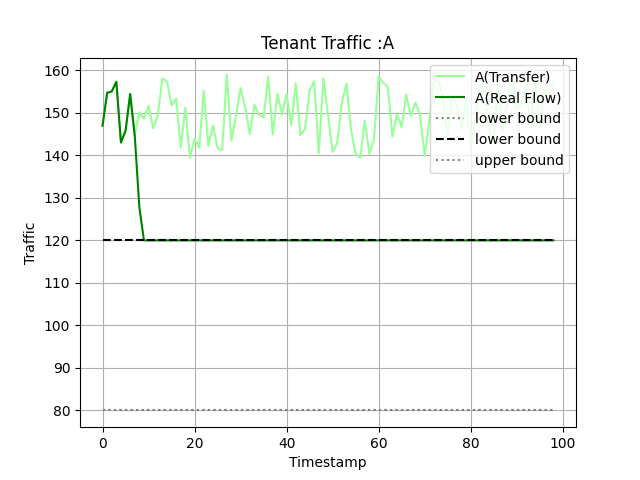 Tenant Traffic :A
A(Transfer)
A(Real Flow)
lower bound
lower bound
upper bound
160
150
140
130
120
110
100
90
80
Traffic
0 20 40 60 80 100
Timestamp